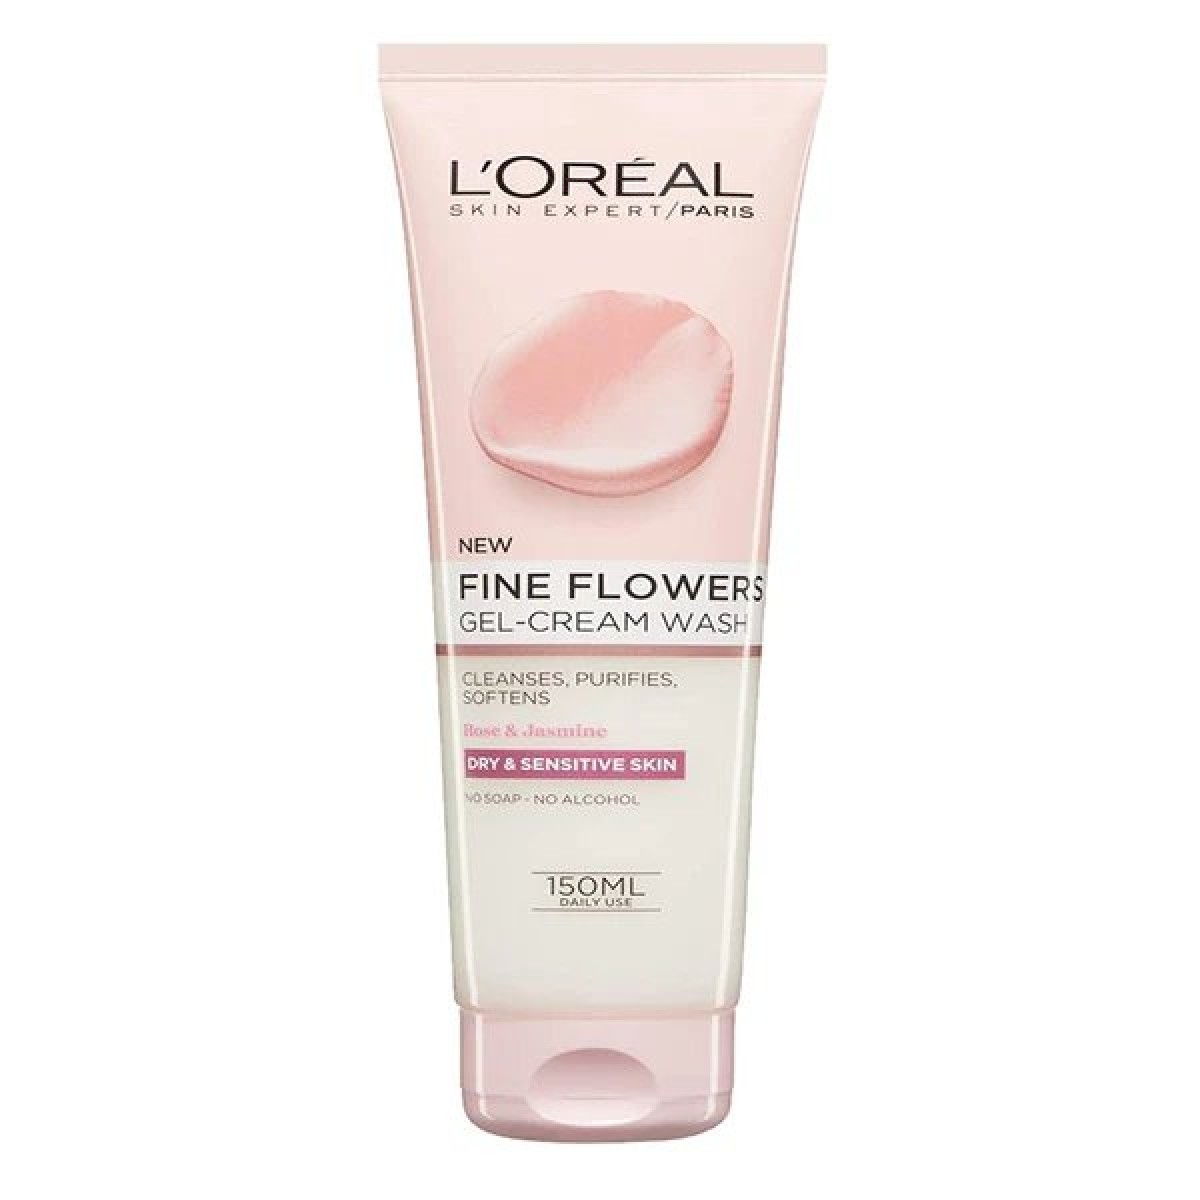 L'ORÉAL
SKIN EXPERT/PARIS
NEW
FINE FLOWERS
GEL-CREAM WASH
CLEANSES, PURIFIES,
SOFTENS
Rose & Jasmine
DRY & SENSITIVE SKIN
NO SOAP - NO ALCOHOL
150ML
DAILY USE